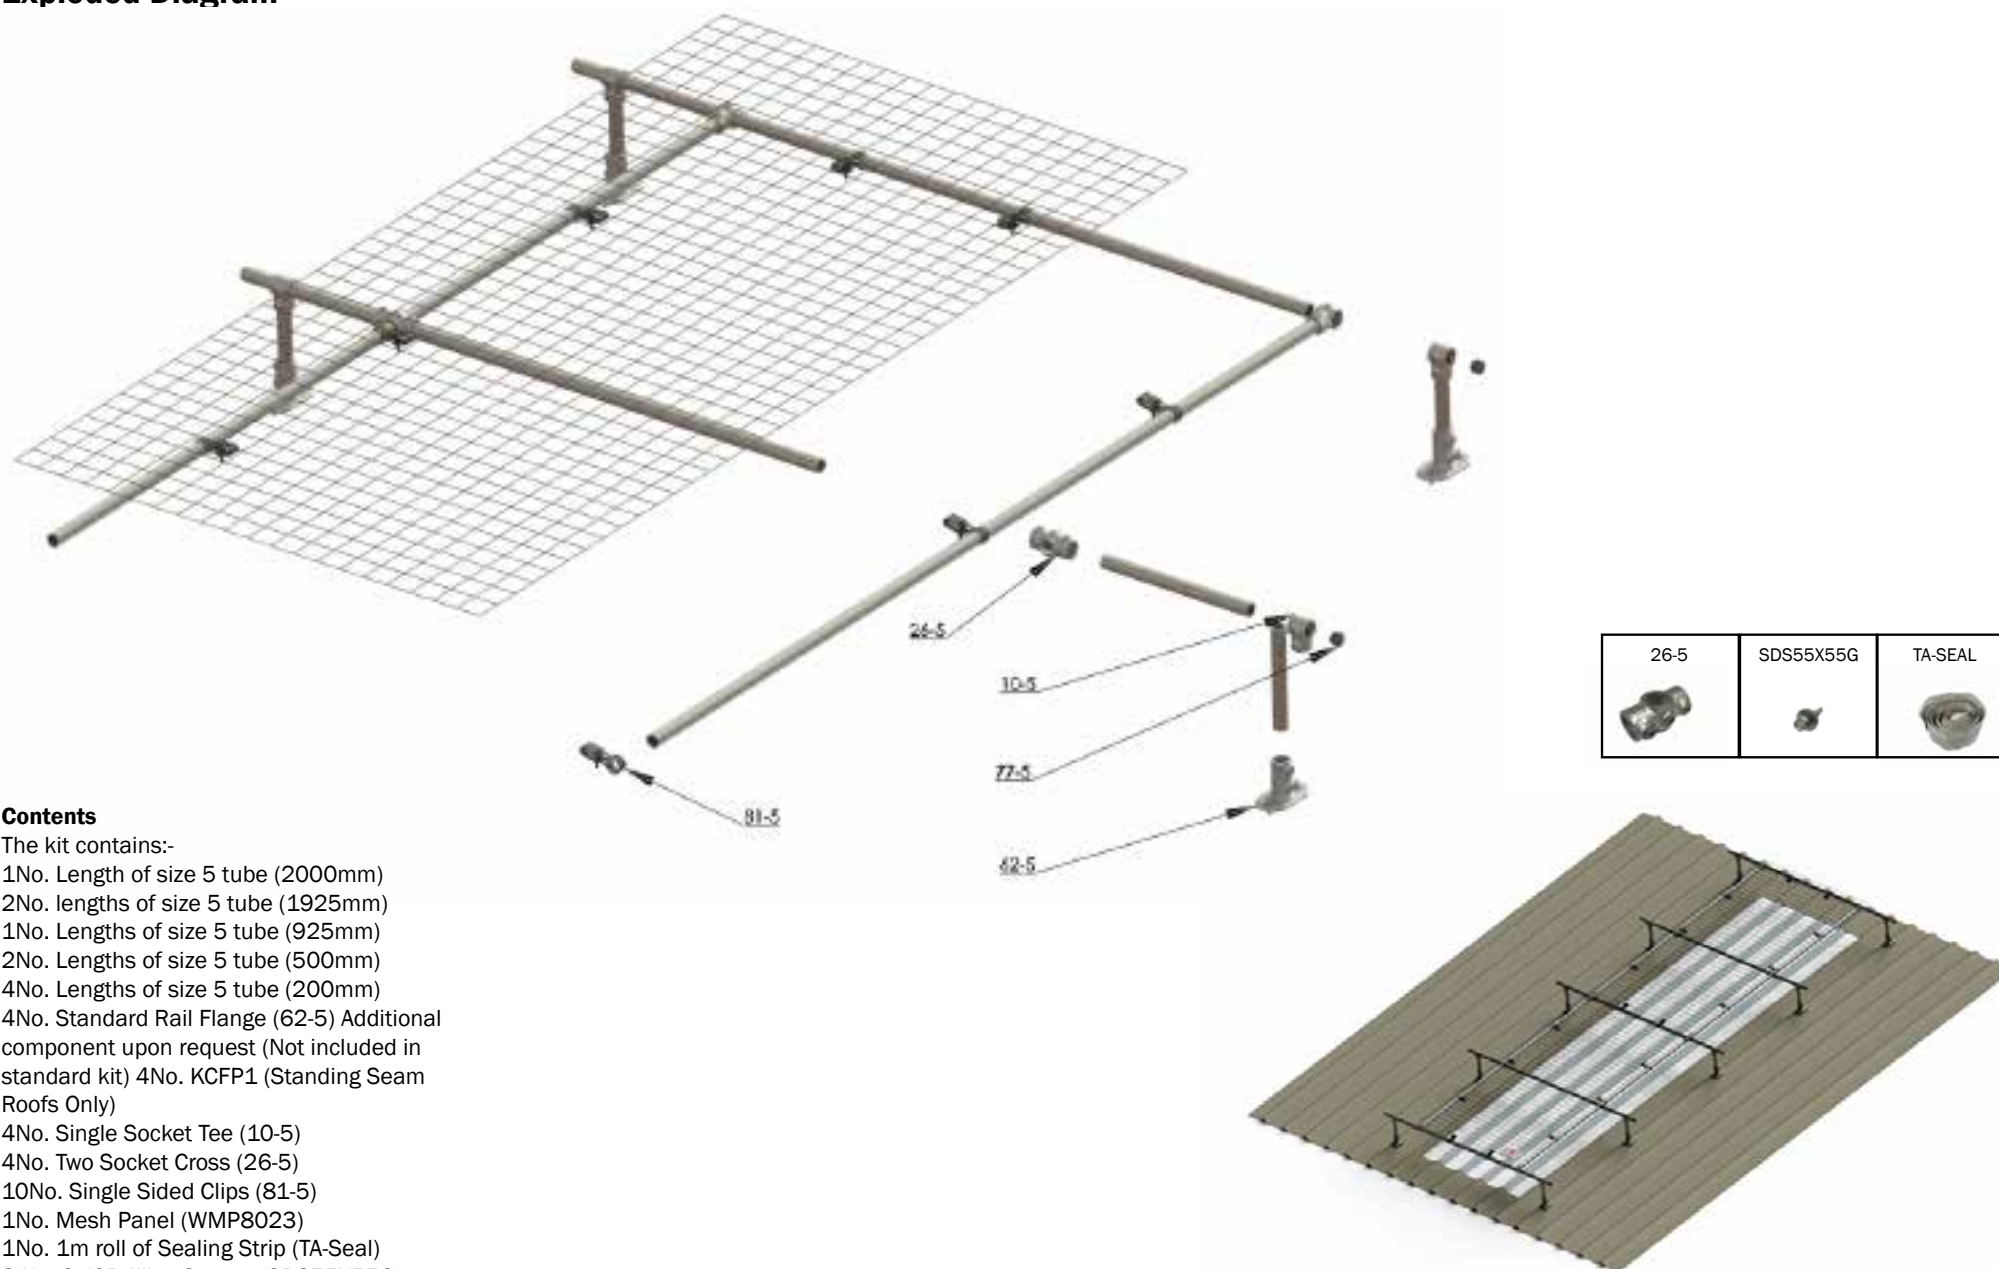 Exploded Diagram
26-5
10-5
77-5
81-5
62-5
26-5
SDS55X55G
TA-SEAL
Contents
The kit contains:-
1No. Length of size 5 tube (2000mm)
2No. lengths of size 5 tube (1925mm)
1No. Lengths of size 5 tube (925mm)
2No. Lengths of size 5 tube (500mm)
4No. Lengths of size 5 tube (200mm)
4No. Standard Rail Flange (62-5) Additional
component upon request (Not included in
standard kit) 4No. KCFP1 (Standing Seam
Roofs Only)
4No. Single Socket Tee (10-5)
4No. Two Socket Cross (26-5)
10No. Single Sided Clips (81-5)
1No. Mesh Panel (WMP8023)
1No. 1m roll of Sealing Strip (TA-Seal)